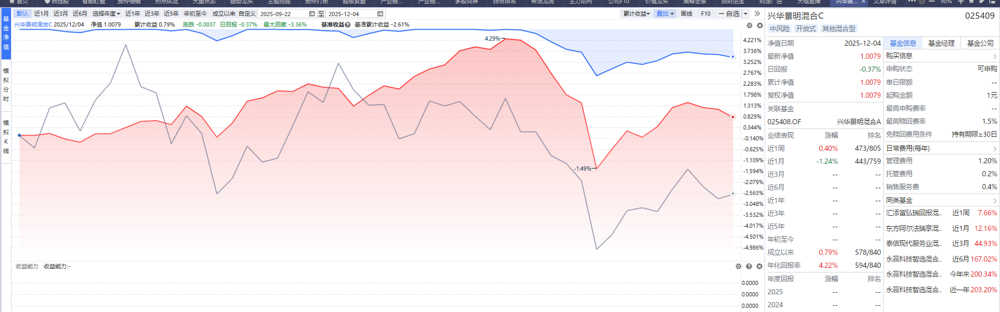 默认 近1月 近3月 近6月 选择年度 近1年 近3年 近5年 年初至今 成立以来 自定义 2025-09-22 至 2025-12-04 累计收益 叠加 画线 F10 自选
兴华景明混合C 2025/12/04 净值 1.0079 累计收益 0.79% 涨跌 -0.0037 日回报 -0.37% 最大回撤 -3.36% 基准收益 基准累计收益 -2.61%
基金净值
模拟分时
模拟K线
4.29%
-1.49%
4.221%
3.736%
3.252%
2.767%
2.283%
1.798%
1.313%
0.829%
0.344%
-0.140%
-0.625%
-1.109%
-1.594%
-2.079%
-2.563%
-3.048%
-3.532%
-4.017%
-4.501%
-4.986%
收益能力 收益能力:-
0.0000
0.0000
0.0000
兴华景明混合C 025409
中风险 开放式 其他混合型
净值日期 2025-12-04
最新净值 1.0079
日回报 -0.37%
累计净值 1.0079
复权净值 1.0079
关联基金
025408.OF 兴华景明混合A
业绩表现 涨幅 排名
近1周 0.40% 473/805
近1月 -1.24% 443/759
近3月 -- --
近6月 -- --
近1年 -- --
近3年 -- --
近5年 -- --
年初至今 -- --
成立以来 0.79% 578/840
年化回报率 4.22% 594/840
年度回报 涨幅 排名
2025 -- --
2024 -- --
基金信息 基金经理 基金公司
购买信息
申购状态 可申购
单日限额 --
起购金额 1元
最高申购费率 --
最高赎回费率 1.5%
免赎回费用条件 持有期限≥30日
日常费用(每年)
管理费用 1.20%
托管费用 0.2%
销售服务费 0.4%
同类基金
汇添富弘瑞回报混.. 近1周 7.66%
东方阿尔法瑞享混.. 近1月 12.16%
泰信现代服务业混.. 近3月 44.93%
永赢科技智选混合.. 近6月 167.02%
永赢科技智选混合.. 今年来 200.34%
永赢科技智选混合.. 近一年 203.20%